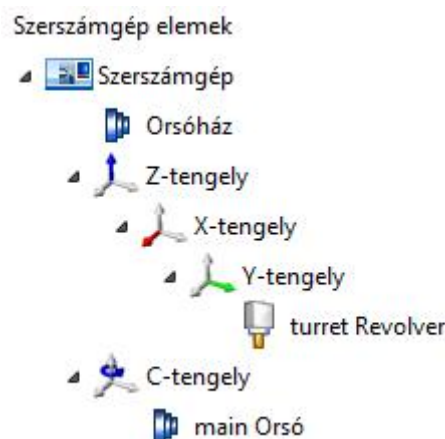 Szerszámgép elemek
Szerszámgép
Orsóház
Z-tengely
X-tengely
Y-tengely
turret Revolver
C-tengely
main Orsó